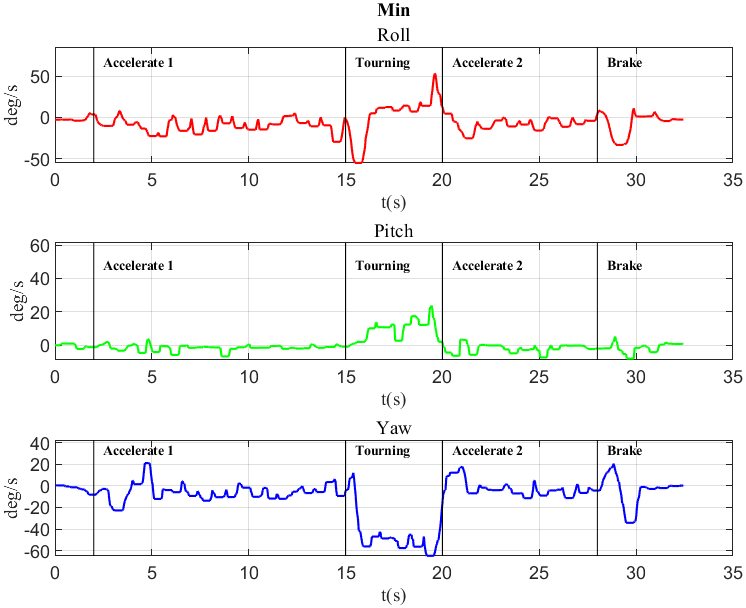 Min
Roll
deg/s
50
0
-50
Accelerate 1
Tourning
Accelerate 2
Brake
0 5 10 15 20 25 30 35
t(s)
Pitch
deg/s
60
40
20
0
Accelerate 1
Tourning
Accelerate 2
Brake
0 5 10 15 20 25 30 35
t(s)
Yaw
deg/s
40
20
0
-20
-40
-60
Accelerate 1
Tourning
Accelerate 2
Brake
0 5 10 15 20 25 30 35
t(s)